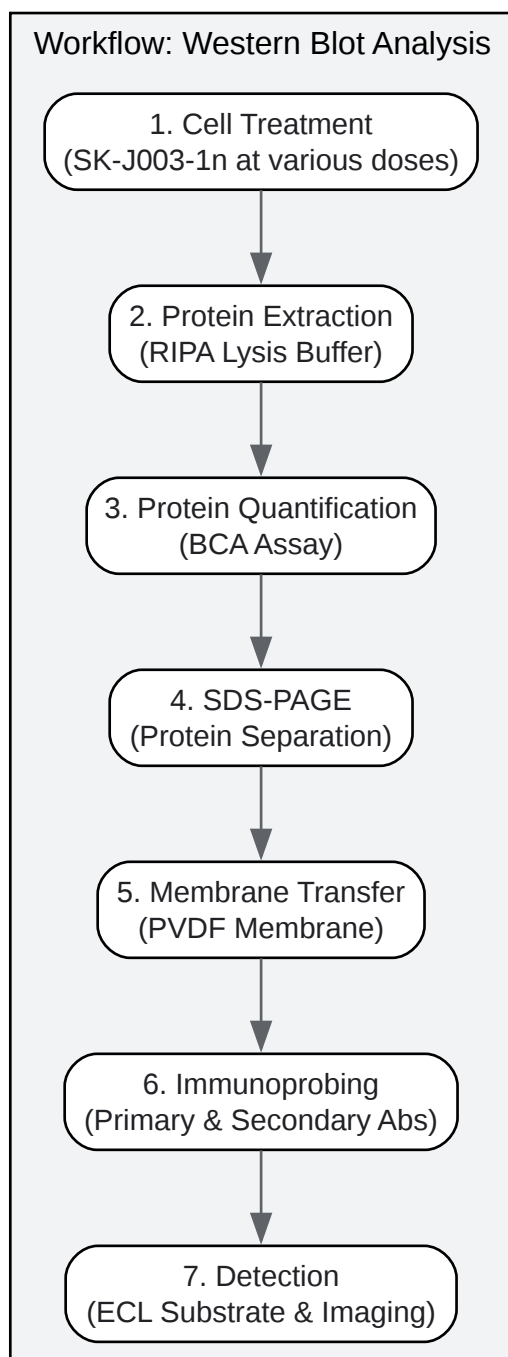 Workflow: Western Blot Analysis
1. Cell Treatment
(SK-J003-1n at various doses)
2. Protein Extraction
(RIPA Lysis Buffer)
3. Protein Quantification
(BCA Assay)
4. SDS-PAGE
(Protein Separation)
5. Membrane Transfer
(PVDF Membrane)
6. Immunoprobing
(Primary & Secondary Abs)
7. Detection
(ECL Substrate & Imaging)